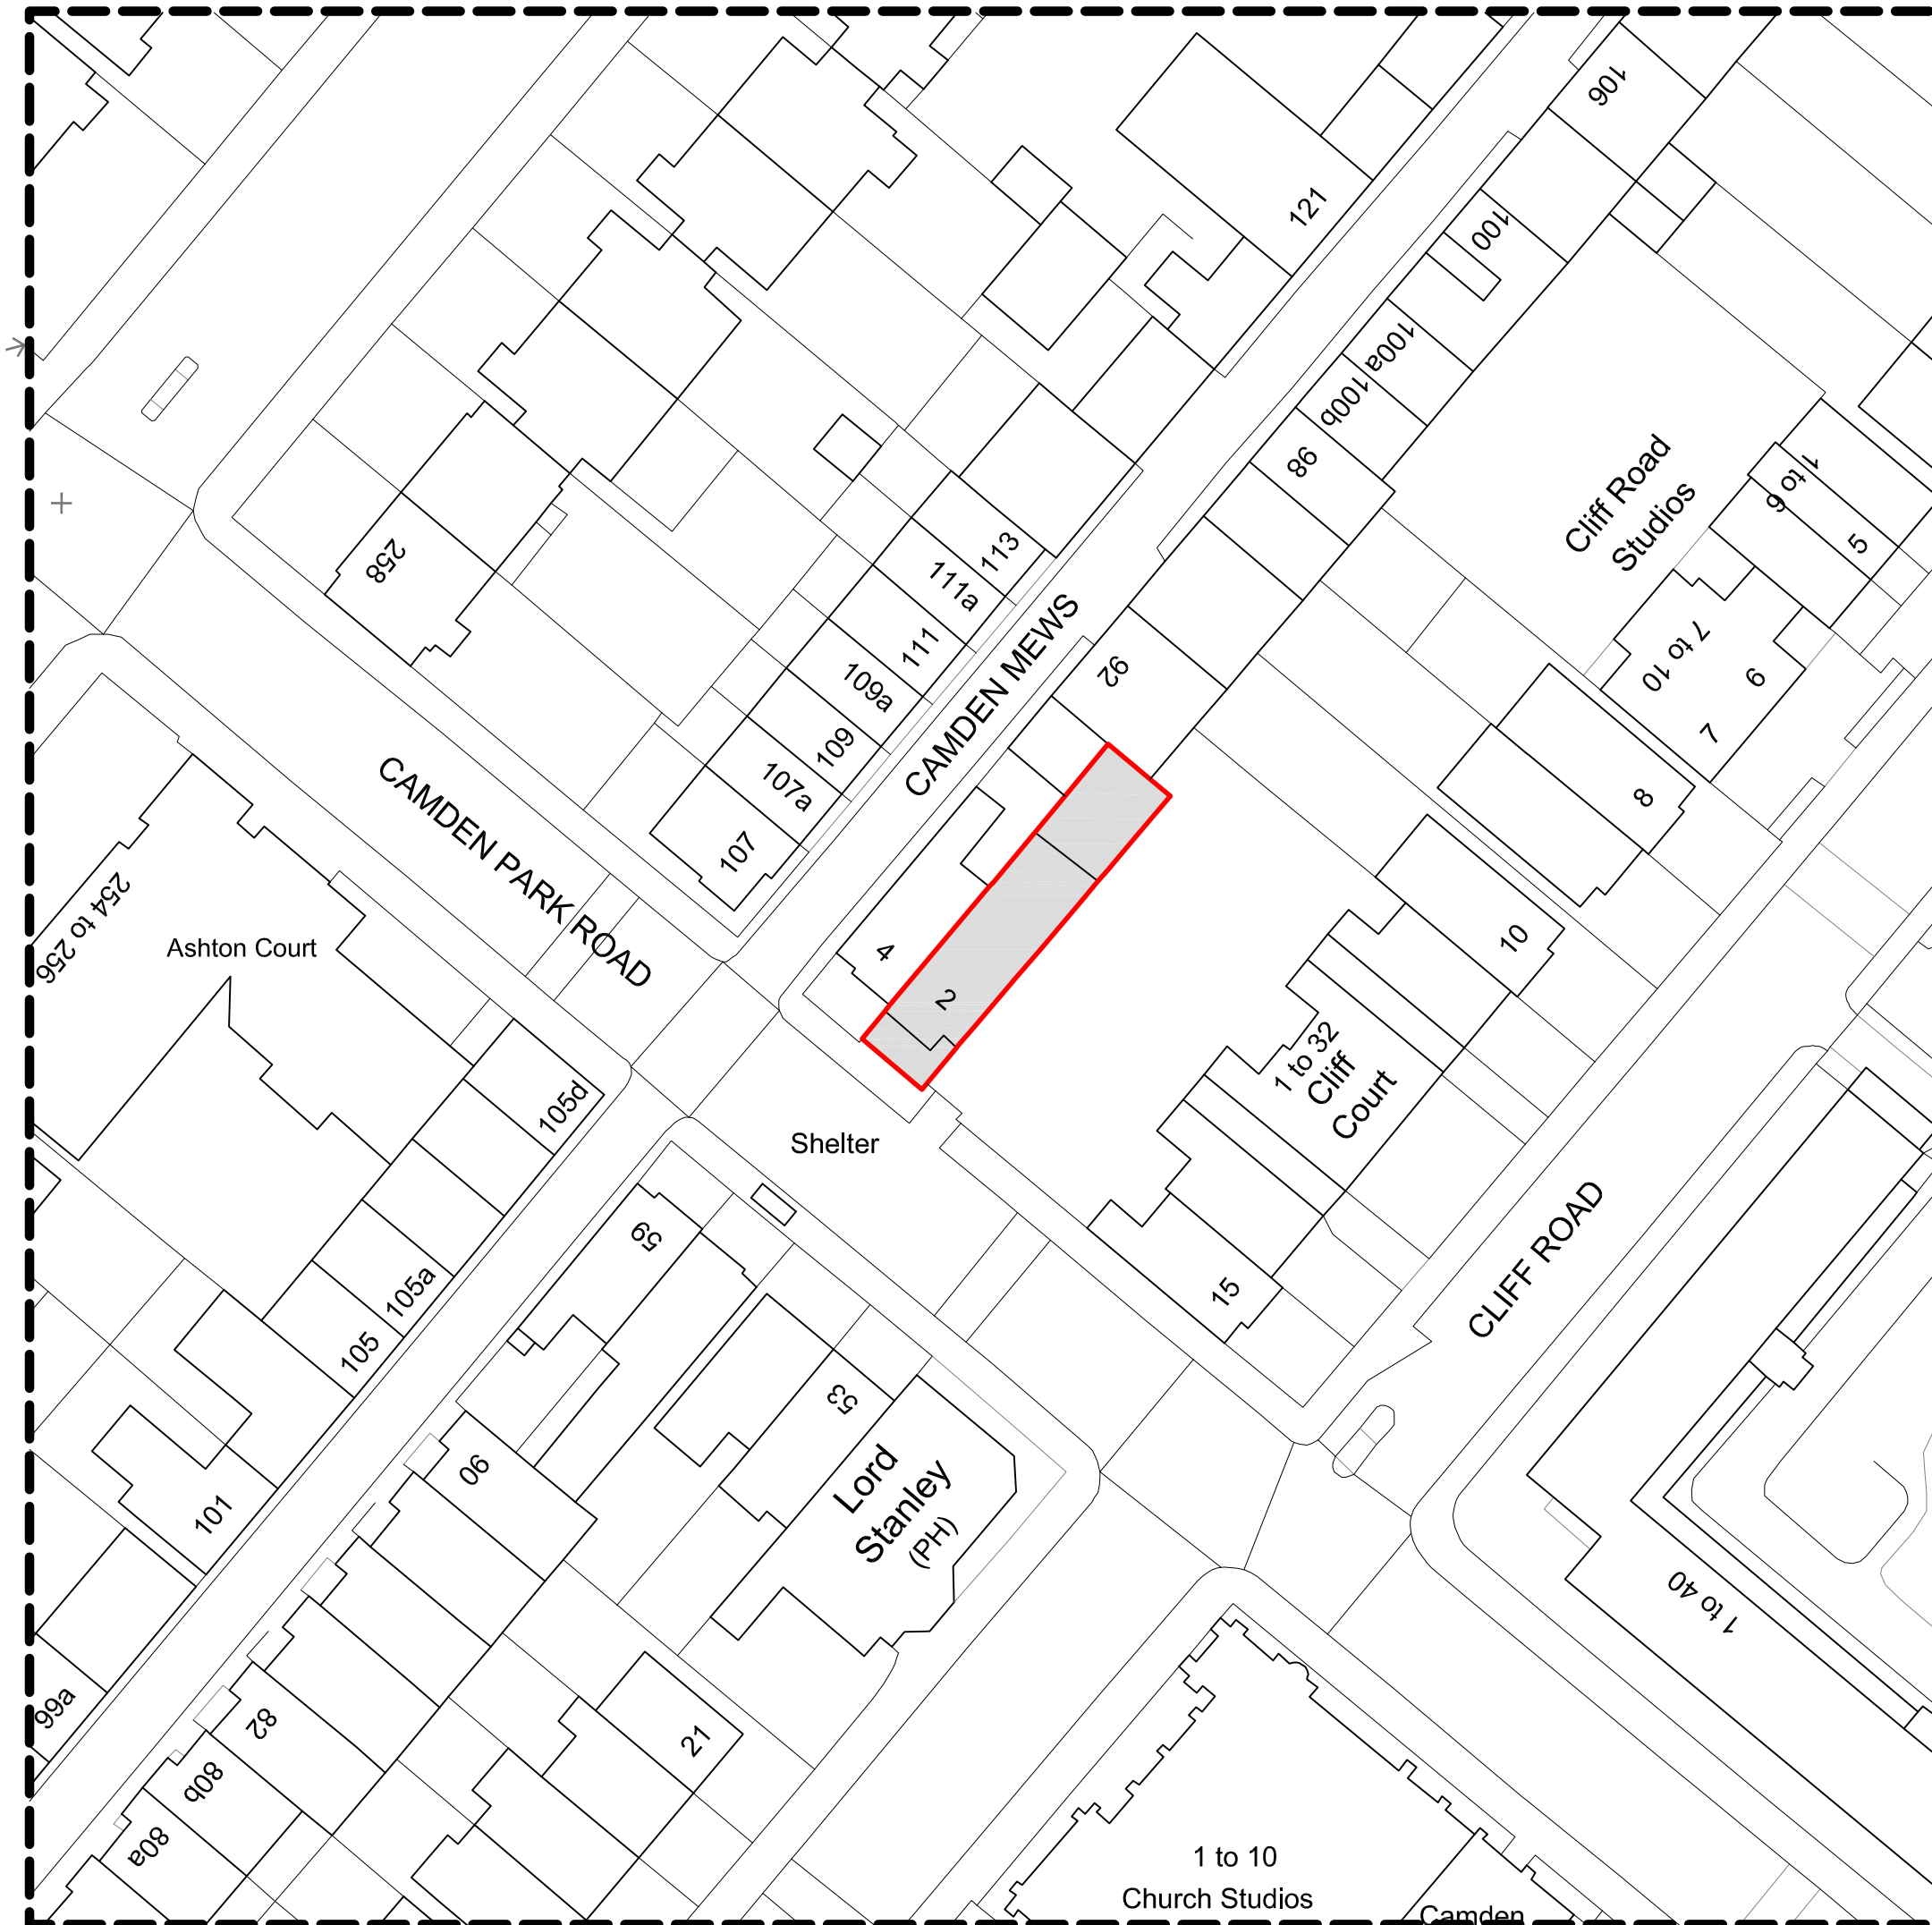 106
121
100
100a
100b
98
Cliff Road
Studios
1 to 6
5
258
113
111a
111
109a
109
107a
107
CAMDEN MEWS
92
7 to 10
9
7
8
CAMDEN PARK ROAD
254 to 256
Ashton Court
4
2
10
1 to 32
Cliff
Court
105d
Shelter
59
105a
105
15
CLIFF ROAD
53
Lord
Stanley
(PH)
90
101
1 to 40
99a
82
80b
80a
21
1 to 10
Church Studios
Camden